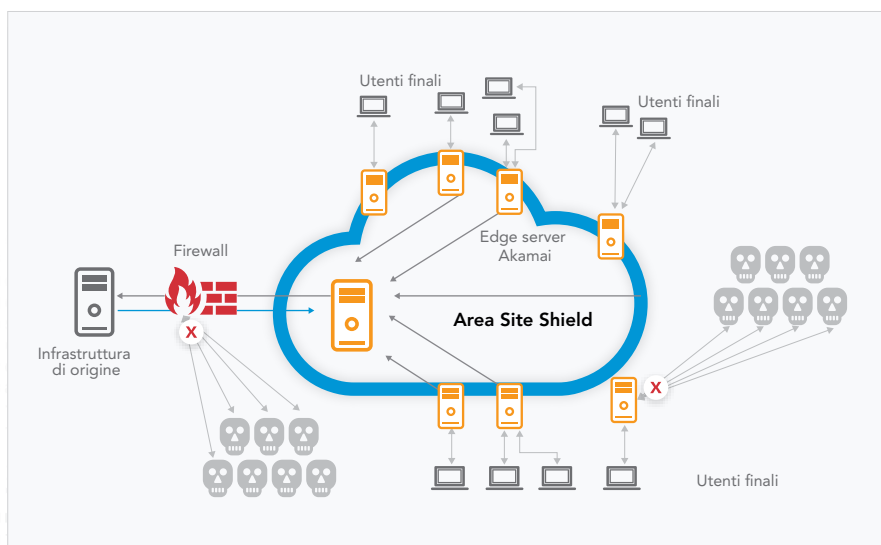 Utenti finali
Utenti finali
Edge server
Akamai
Firewall
Area Site Shield
X
Infrastruttura
di origine
X
Utenti finali